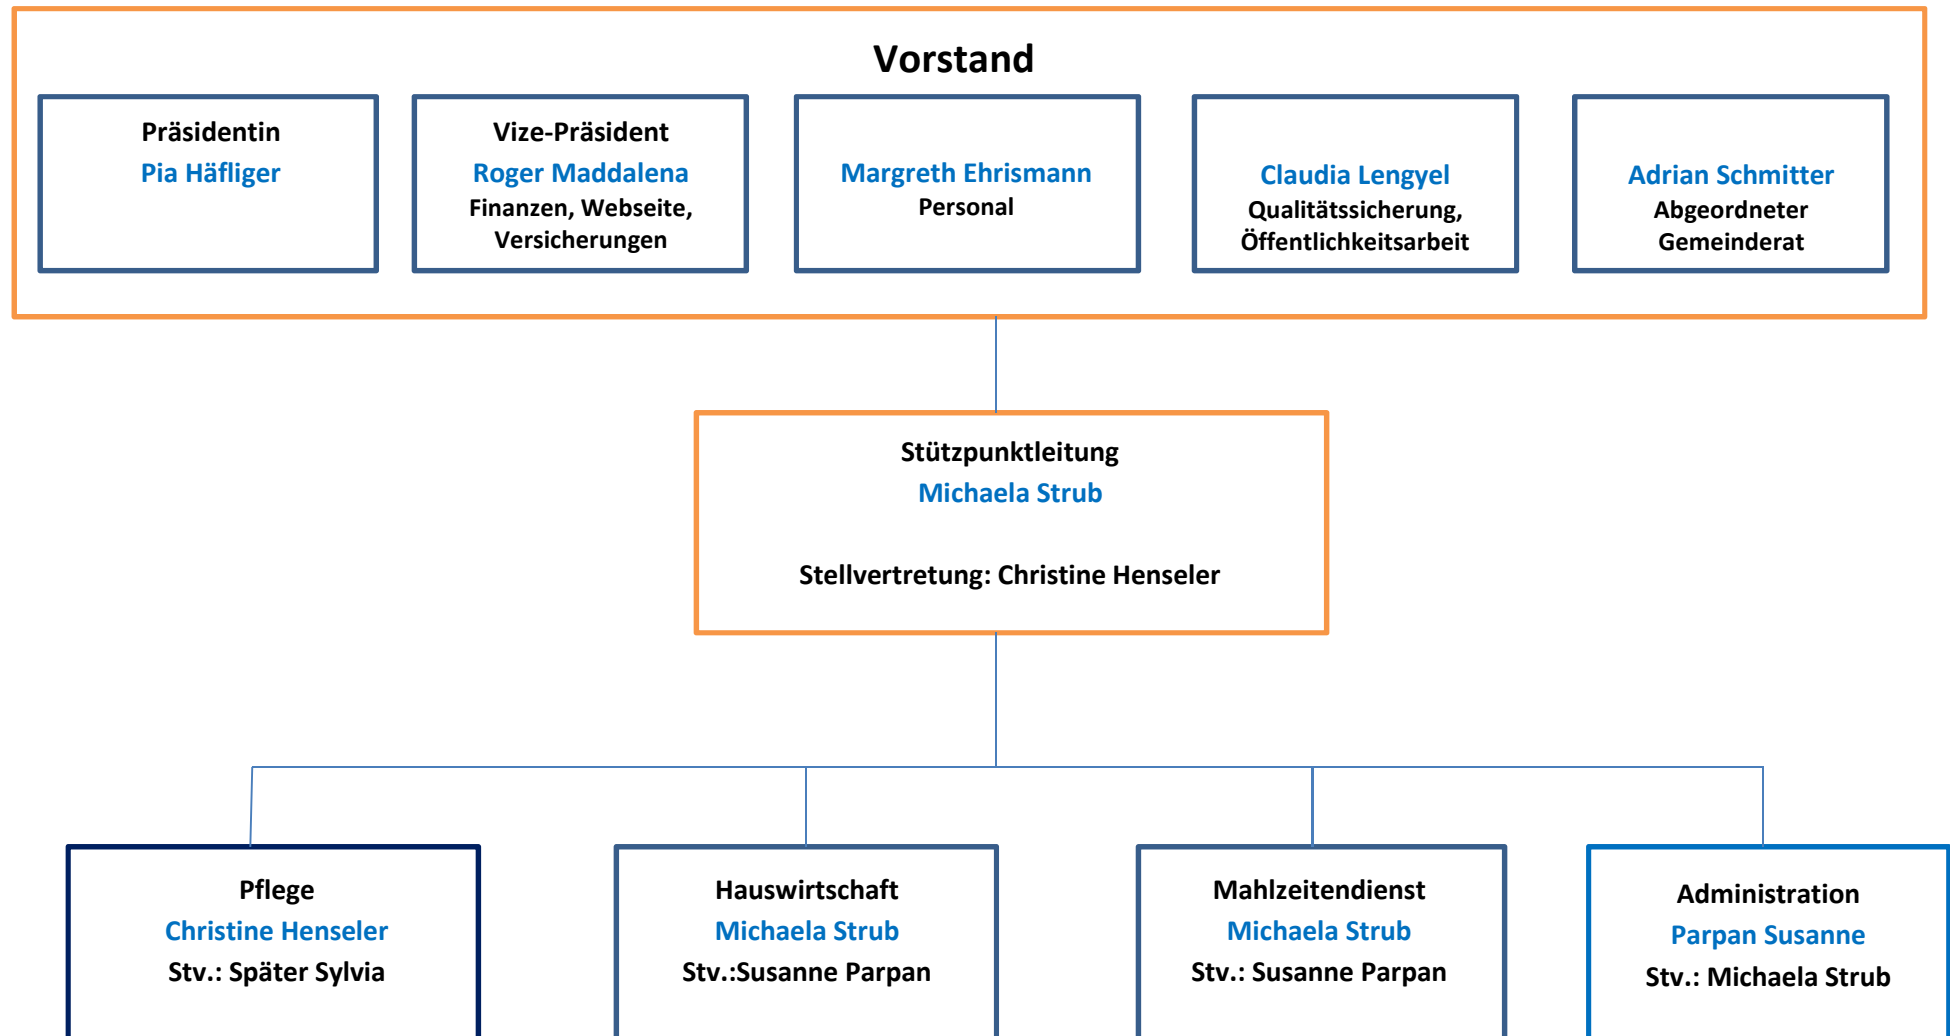 Vorstand
Präsidentin
Pia Häfliger
Vize-Präsident
Roger Maddalena
Finanzen, Webseite,
Versicherungen
Margreth Ehrismann
Personal
Claudia Lengyel
Qualitätssicherung,
Öffentlichkeitsarbeit
Adrian Schmitter
Abgeordneter
Gemeinderat
Stützpunktleitung
Michaela Strub
Stellvertretung: Christine Henseler
Pflege
Christine Henseler
Stv.: Später Sylvia
Hauswirtschaft
Michaela Strub
Stv.:Susanne Parpan
Mahlzeitendienst
Michaela Strub
Stv.: Susanne Parpan
Administration
Parpan Susanne
Stv.: Michaela Strub